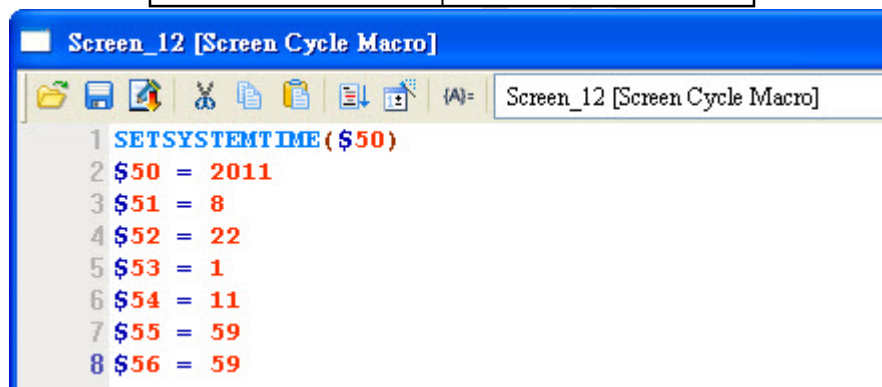 Screen_12 [Screen Cycle Macro]
{A}= Screen_12 [Screen Cycle Macro]
1 SETSYSTEMTIME($50)
2 $50 = 2011
3 $51 = 8
4 $52 = 22
5 $53 = 1
6 $54 = 11
7 $55 = 59
8 $56 = 59